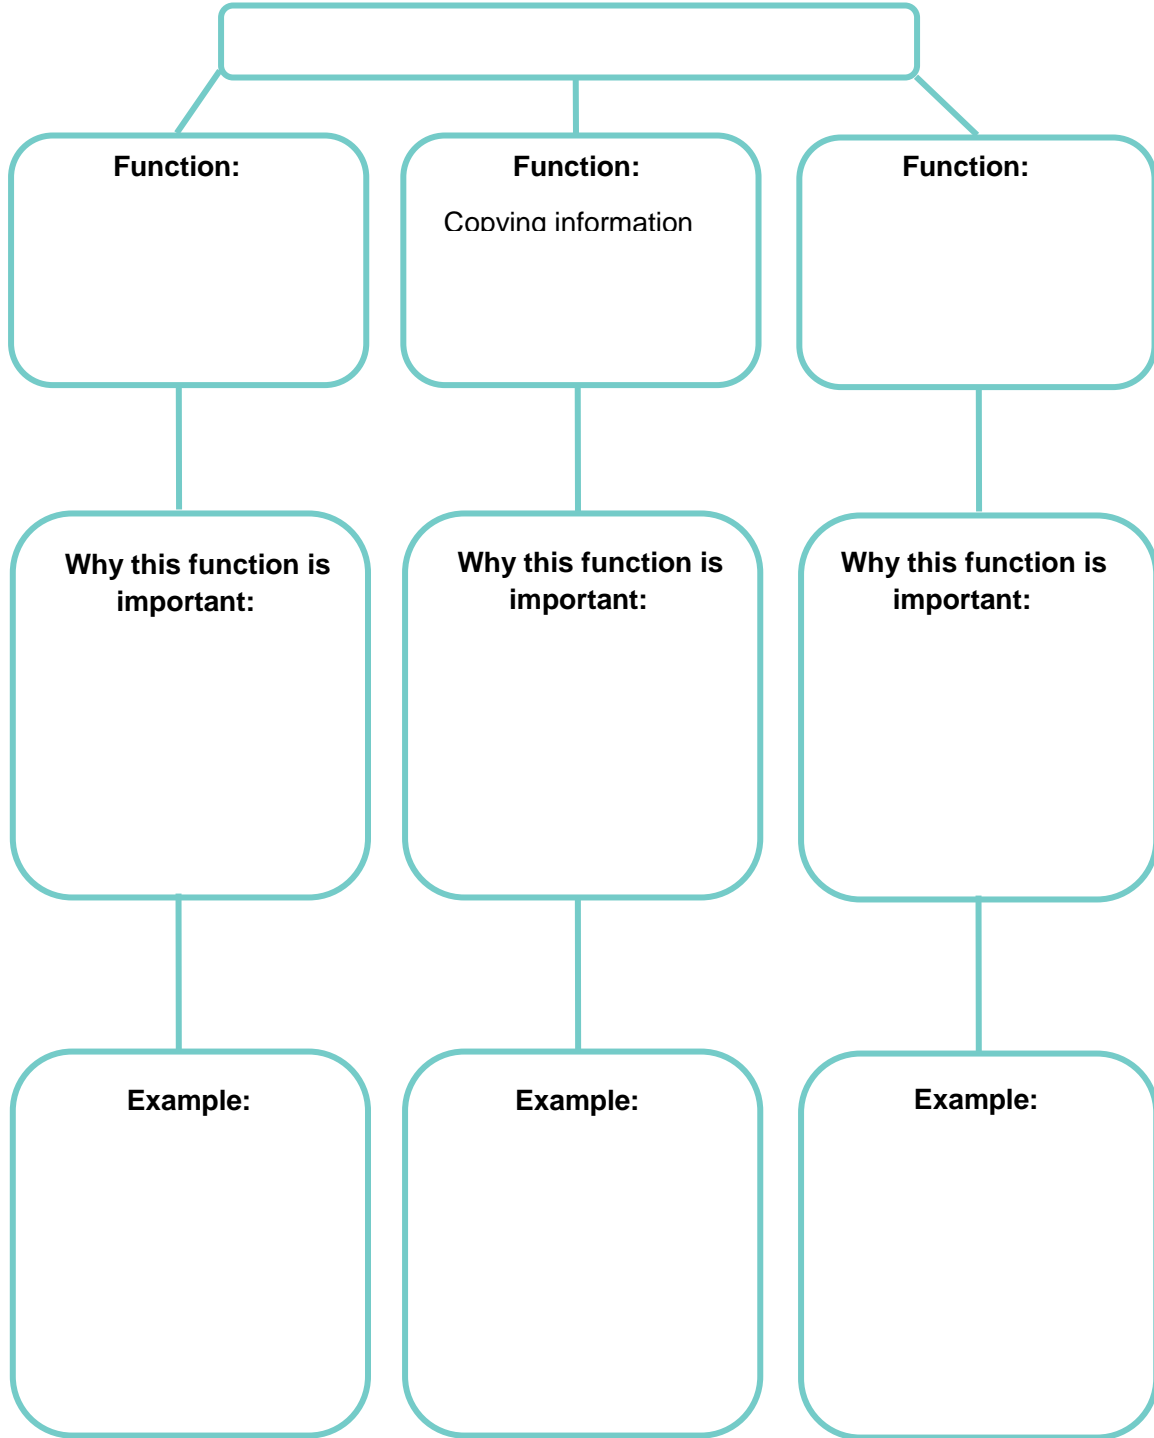 Function:
Function:
Function:
Copying information
Why this function is
important:
Why this function is
important:
Why this function is
important:
Example:
Example:
Example: